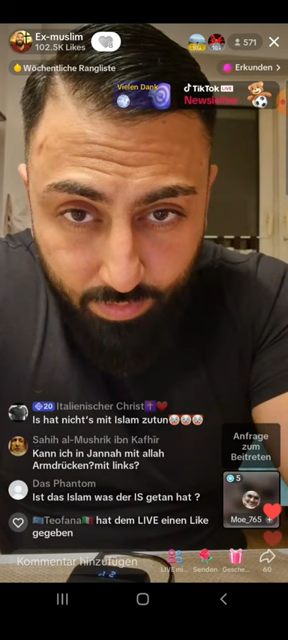 Ex-muslim
102.5K Likes
571
Wöchentliche Rangliste
Erkunden >
Vielen Dank
TikTok LIVE
20 Italienischer Christ
Is hat nicht's mit Islam zutun
Sahih al-Mushrik ibn Kafhir
Kann ich in Jannah mit allah
Armdrücken?mit links?
Das Phantom
Ist das Islam was der IS getan hat ?
Teofana hat dem LIVE einen Like
gegeben
Anfrage
zum
Beitreten
5
Moe_765 +
Kommentar hinzufügen
LIVE mi...
Senden
Gesche...
60